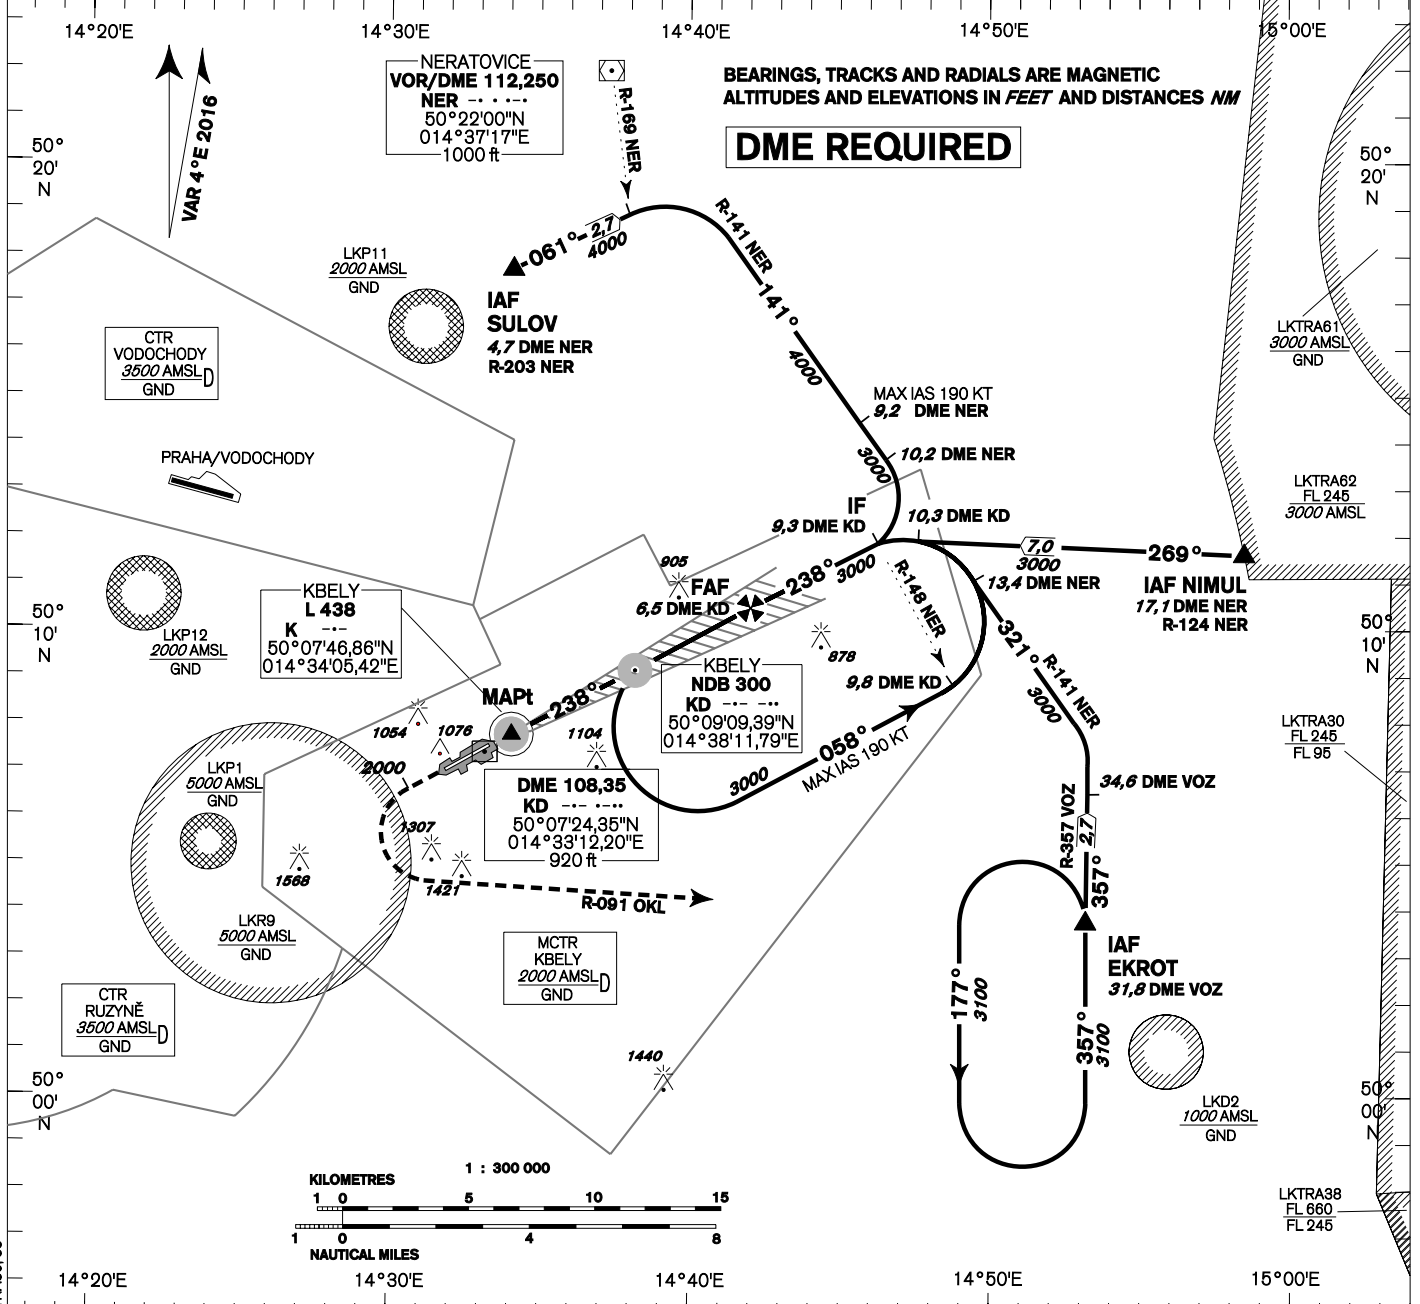 14°20'E
14°30'E
14°40'E
14°50'E
15°00'E
NERATOVICE
VOR/DME 112,250
NER –· · ·–·
50°22'00"N
014°37'17"E
1000 ft
BEARINGS, TRACKS AND RADIALS ARE MAGNETIC
ALTITUDES AND ELEVATIONS IN FEET AND DISTANCES NM
DME REQUIRED
VAR 4°E 2016
50°
20'
N
50°
20'
N
R-169 NER
061°
2,7
4000
R-141 NER
141°
4000
LKP11
2000 AMSL
GND
IAF
SULOV
4,7 DME NER
R-203 NER
CTR
VODOCHODY
3500 AMSL D
GND
LKTRA61
3000 AMSL
GND
MAX IAS 190 KT
9,2 DME NER
10,2 DME NER
3000
PRAHA/VODOCHODY
LKTRA62
FL 245
3000 AMSL
IF
9,3 DME KD
10,3 DME KD
7,0
3000
269°
IAF NIMUL
17,1 DME NER
R-124 NER
13,4 DME NER
905
FAF
6,5 DME KD
238°
3000
R-148 NER
KBELY
L 438
K –·–
50°07'46,86"N
014°34'05,42"E
LKP12
2000 AMSL
GND
50°
10'
N
50°
10'
N
878
321°
R-141 NER
3000
9,8 DME KD
KBELY
NDB 300
KD –·– –··
50°09'09,39"N
014°38'11,79"E
MAPt
238°
1054
1076
1104
058°
MAX IAS 190 KT
3000
LKTRA30
FL 245
FL 95
2000
LKP1
5000 AMSL
GND
DME 108,35
KD –·– –··
50°07'24,35"N
014°33'12,20"E
920 ft
34,6 DME VOZ
R-357 VOZ
2,7
357°
1307
1421
1568
R-091 OKL
LKR9
5000 AMSL
GND
MCTR
KBELY
2000 AMSL D
GND
IAF
EKROT
31,8 DME VOZ
177°
3100
357°
3100
CTR
RUZYNĚ
3500 AMSL D
GND
1440
50°
00'
N
50°
00'
N
LKD2
1000 AMSL
GND
1 : 300 000
KILOMETRES
1 0 5 10 15
1 0 4 8
NAUTICAL MILES
LKTRA38
FL 660
FL 245
14°20'E
14°30'E
14°40'E
14°50'E
15°00'E